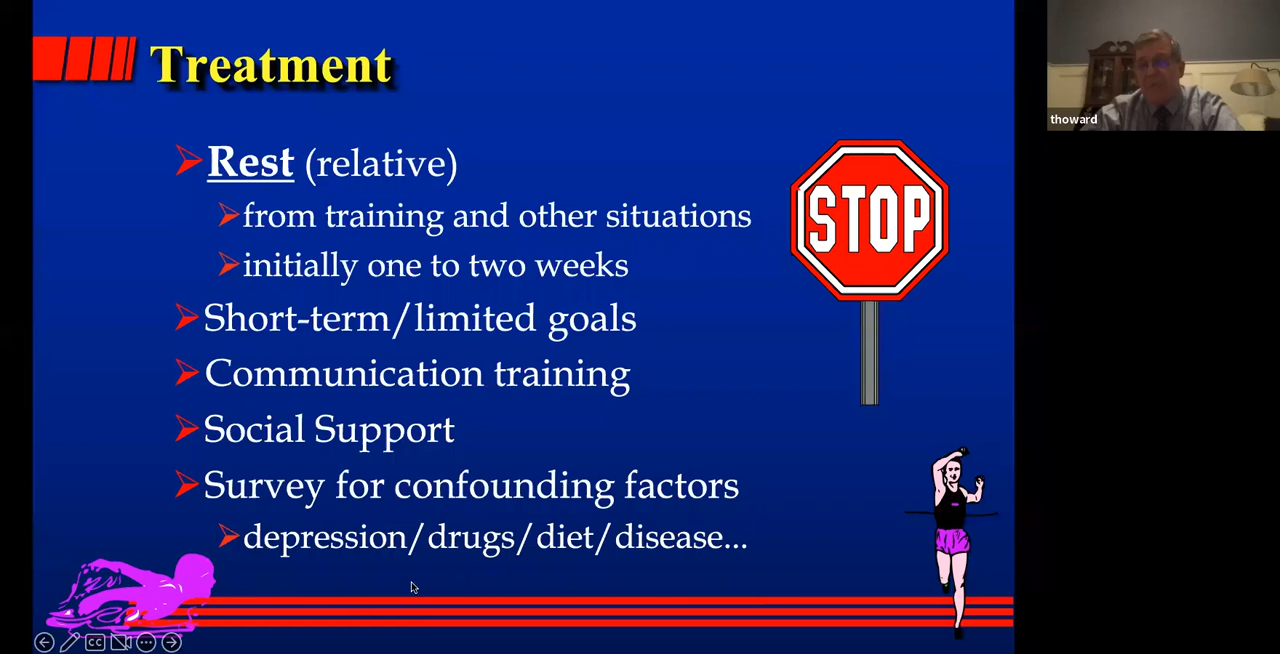 Treatment
Rest (relative)
from training and other situations
initially one to two weeks
Short-term/limited goals
Communication training
Social Support
Survey for confounding factors
depression/drugs/diet/disease...
STOP
thoward
CC